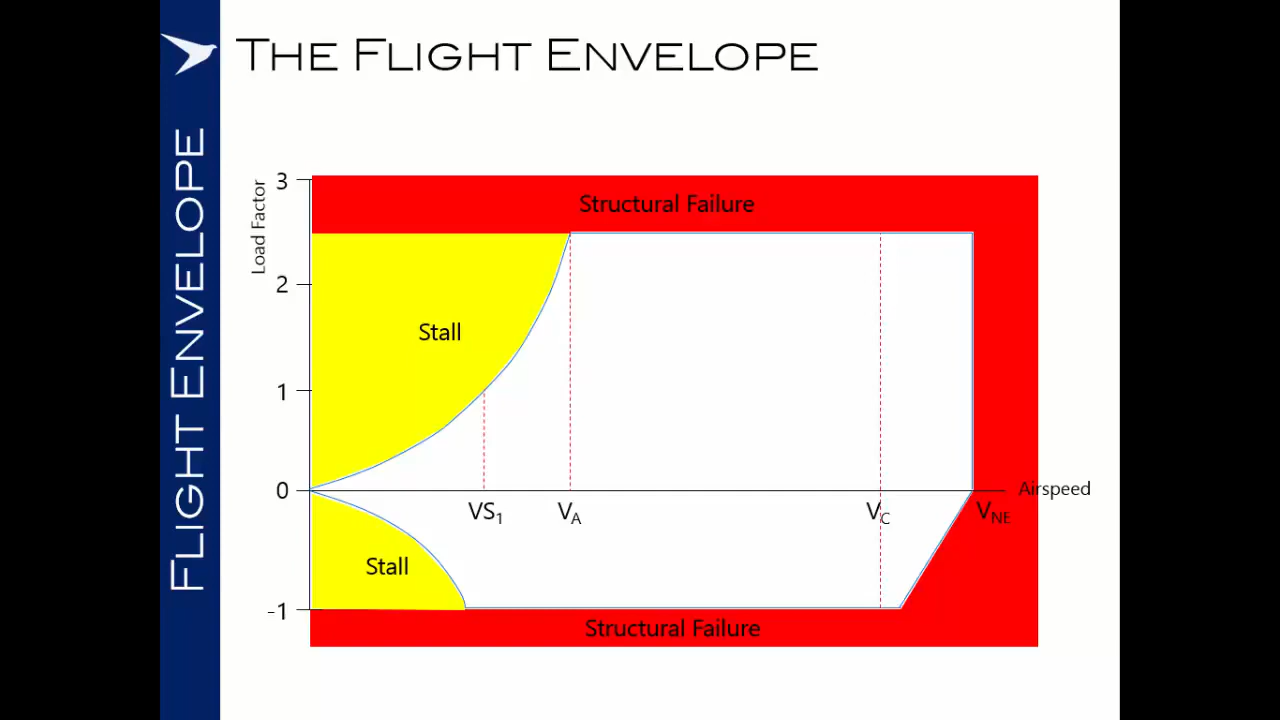 THE FLIGHT ENVELOPE
FLIGHT ENVELOPE
Load Factor
3
Structural Failure
2
Stall
1
0
Airspeed
VS1
VA
VC
VNE
Stall
-1
Structural Failure